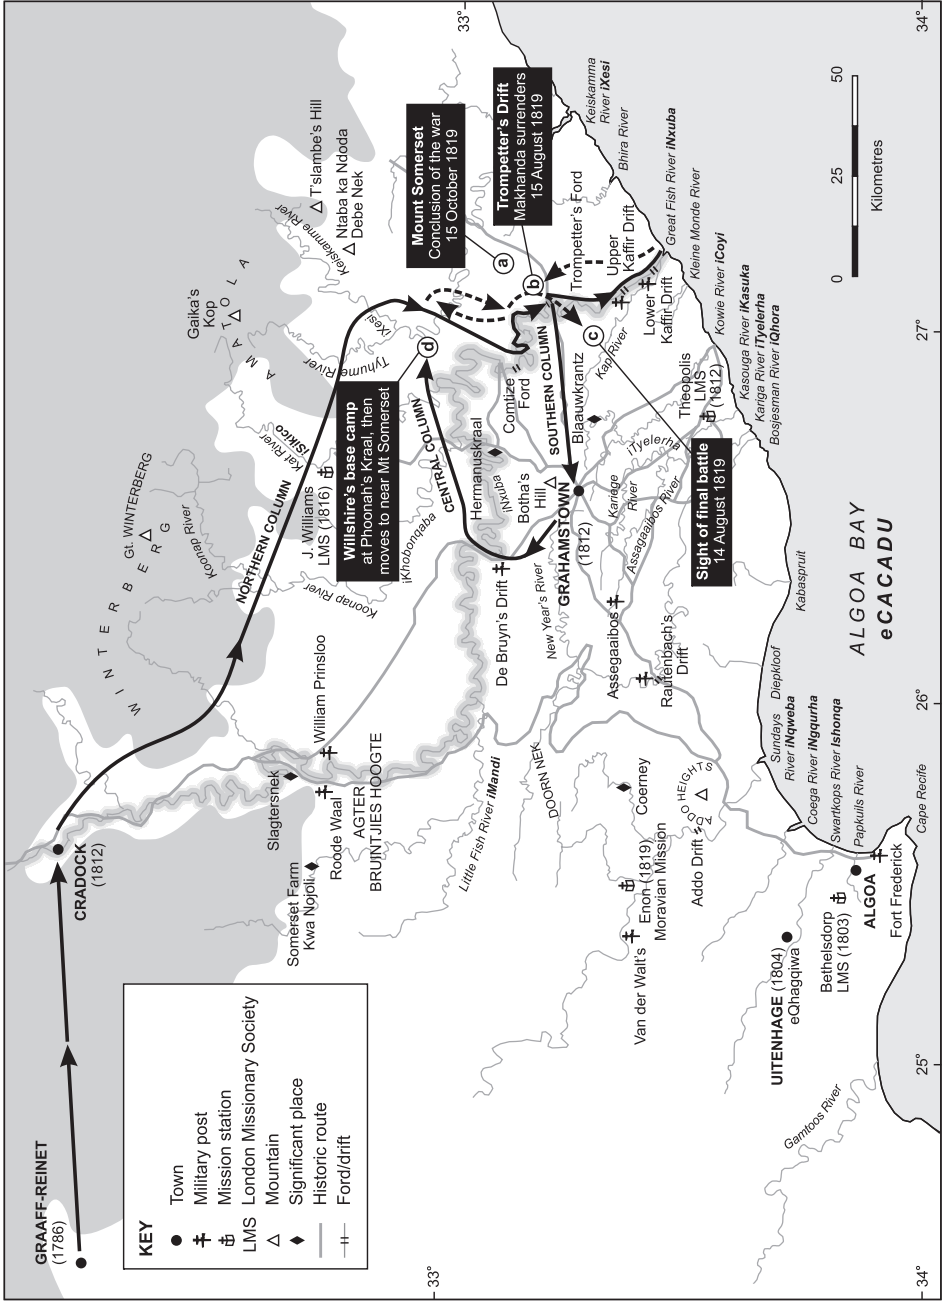 GRAAFF-REINET
(1786)
CRADOCK
(1812)
KEY
Town
Military post
Mission station
LMS London Missionary Society
Mountain
Significant place
Historic route
Ford/drift
33°
33°
34°
34°
25°
26°
27°
WINTERBERG
Gt. WINTERBERG
Koonap River
NORTHERN COLUMN
J. Williams
LMS (1816)
Kat River
iSikico
AMATOLA
Gaika's
Kop
Tyhume River
iXesi
Keiskamme River
T'slambe's Hill
Ntaba ka Ndoda
Debe Nek
Keiskamme River
Willshire's base camp
at Phoonah's Kraal, then
moves to near Mt Somerset
Mount Somerset
Conclusion of the war
15 October 1819
Trompetter's Drift
Makhanda surrenders
15 August 1819
a
b
c
d
Koonap River
iKhobonqaba
CENTRAL COLUMN
Hermanuskraal
Nxuba
Comtize
Ford
SOUTHERN COLUMN
Trompetter's Ford
Upper
Kaffir Drift
Lower
Kaffir Drift
Keiskamma
River iXesi
Bhira River
Great Fish River iNxuba
Kleine Monde River
Kowie River iCoyi
Kasouga River iKasuka
Kariga River iTyelerha
Bosjesman River iQhora
Kap River
Blaauwkrantz
Botha's
Hill
GRAHAMSTOWN
(1812)
Theopolis
LMS
(1812)
iTyelerha
Kariege
River
Assagaaibos River
Sight of final battle
14 August 1819
De Bruyn's Drift
New Year's River
Assegaaibos
Rautenbach's
Drift
Slagtersnek
William Prinsloo
Somerset Farm
Kwa Nojoli
Roode Waal
AGTER
BRUINTJIES HOOGTE
Little Fish River iMandi
DOORN NEK
Coerney
ADDO HEIGHTS
Addo Drift
Enon (1819)
Moravian Mission
Van der Walt's
UITENHAGE (1804)
eQhagqiwa
Bethelsdorp
LMS (1803)
ALGOA
Fort Frederick
Gamtoos River
Cape Recife
Papkuils River
Swartkops River Ishonqa
Coega River iNgqurha
Sundays
River iNqweba
Diepkloof
Kabaspruit
ALGOA BAY
eCACADU
0 25 50
Kilometres